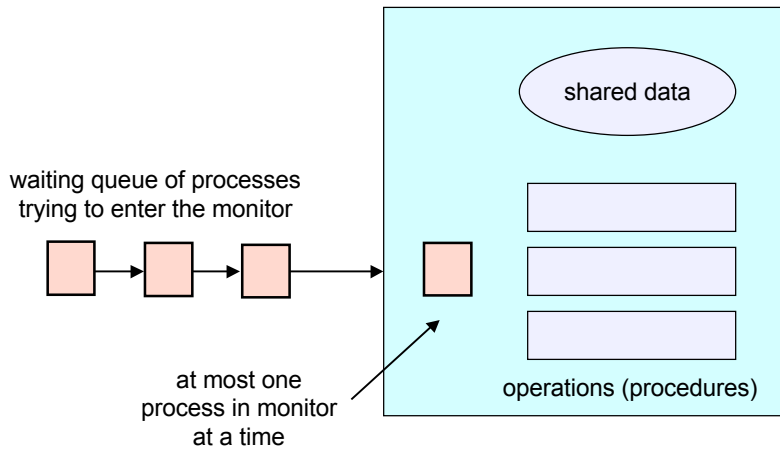 shared data
waiting queue of processes
trying to enter the monitor
at most one
process in monitor
at a time
operations (procedures)